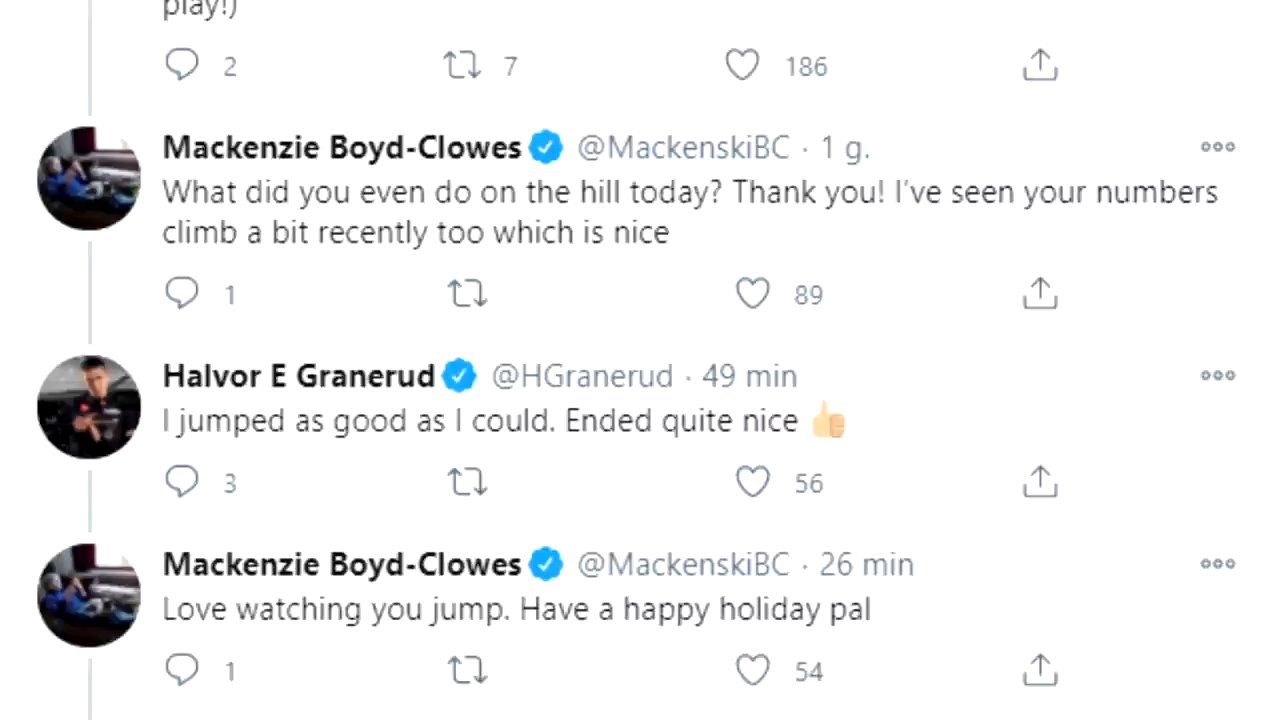 play!)
2 7 186
Mackenzie Boyd-Clowes @MackenskiBC · 1 g.
What did you even do on the hill today? Thank you! I've seen your numbers
climb a bit recently too which is nice
1 89
Halvor E Granerud @HGranerud · 49 min
I jumped as good as I could. Ended quite nice 👍🏼
3 56
Mackenzie Boyd-Clowes @MackenskiBC · 26 min
Love watching you jump. Have a happy holiday pal
1 54